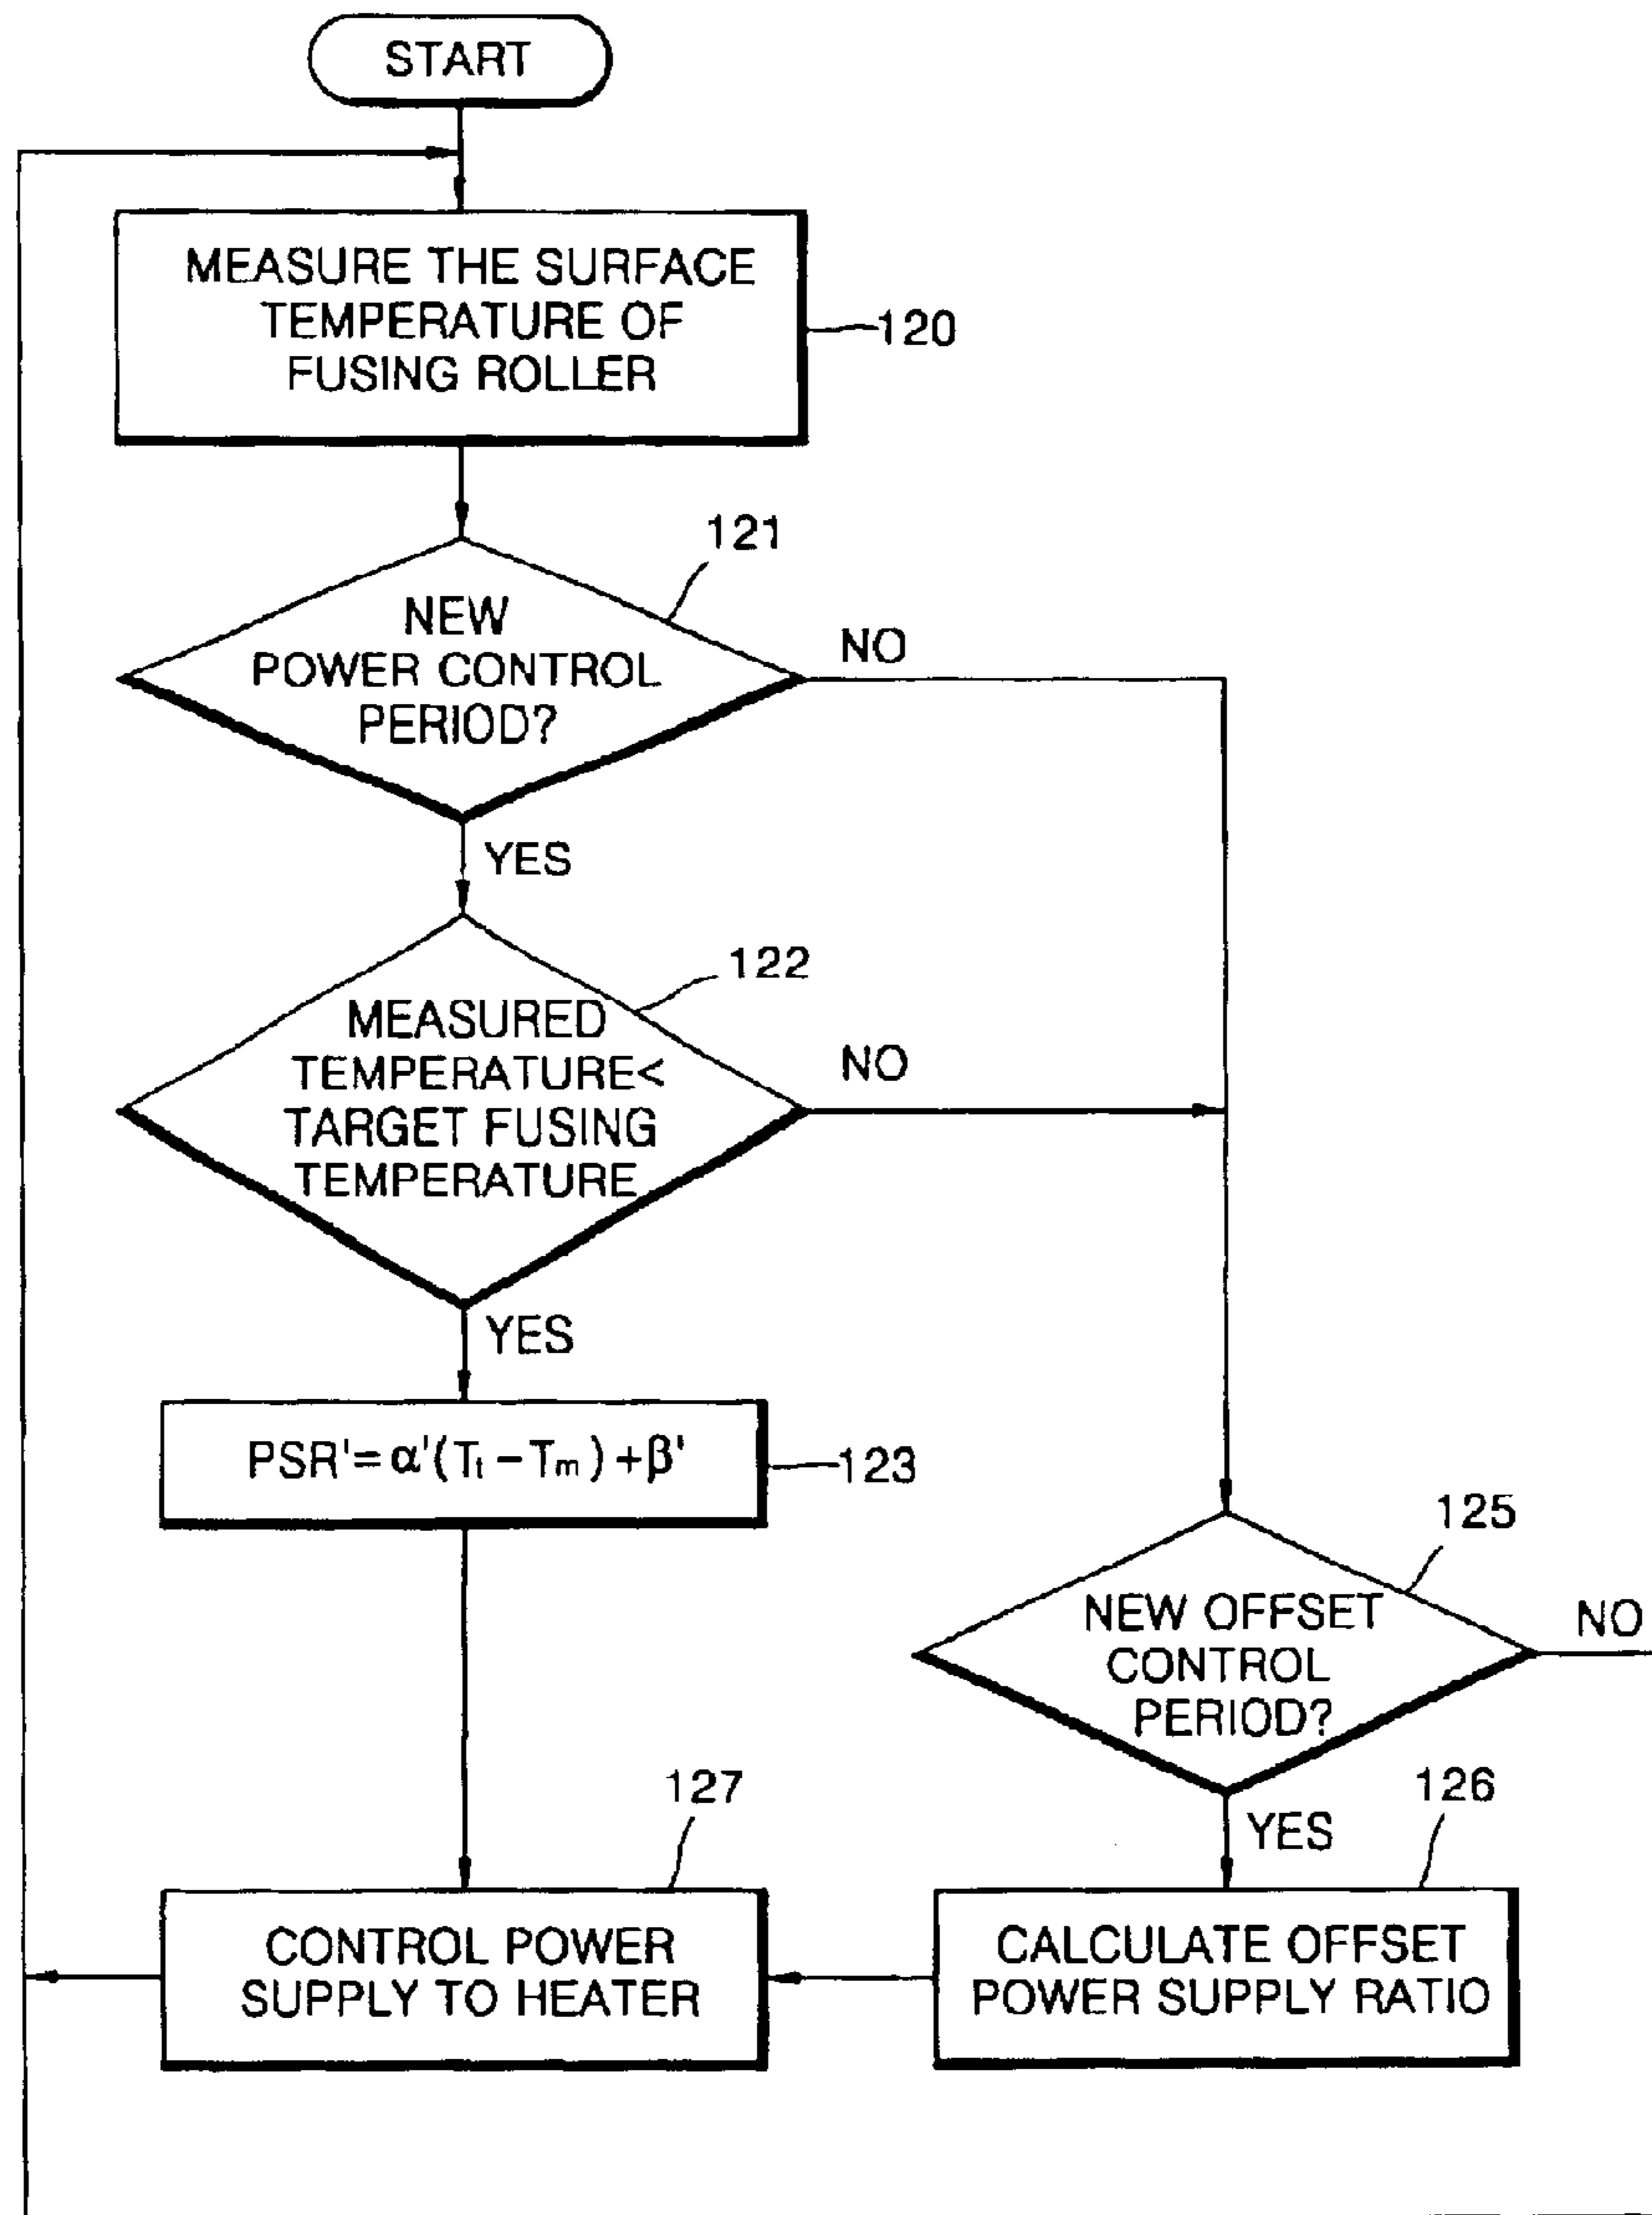 START
MEASURE THE SURFACE
TEMPERATURE OF
FUSING ROLLER
120
121
NEW
POWER CONTROL
PERIOD?
NO
YES
122
MEASURED
TEMPERATURE<
TARGET FUSING
TEMPERATURE
NO
YES
PSR'=α'(Tt-Tm)+β'
123
125
NEW OFFSET
CONTROL
PERIOD?
NO
YES
127
CONTROL POWER
SUPPLY TO HEATER
126
CALCULATE OFFSET
POWER SUPPLY RATIO